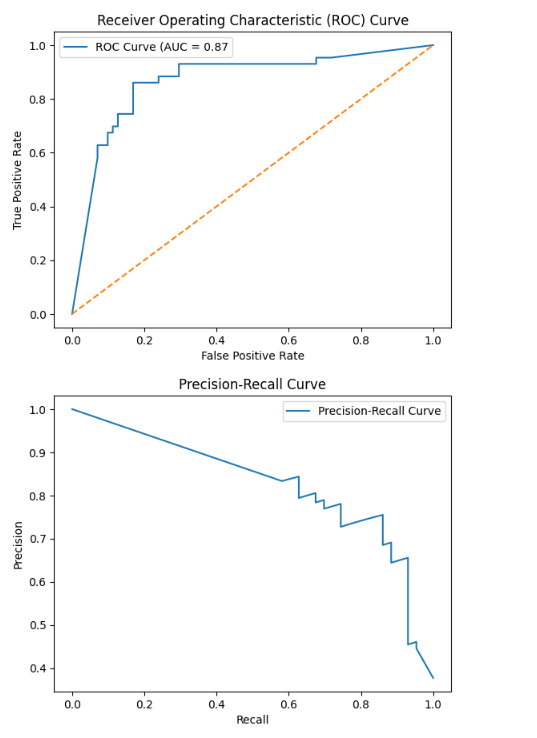 Receiver Operating Characteristic (ROC) Curve
ROC Curve (AUC = 0.87
1.0
0.8
0.6
0.4
0.2
0.0
True Positive Rate
0.0 0.2 0.4 0.6 0.8 1.0
False Positive Rate
Precision-Recall Curve
Precision-Recall Curve
1.0
0.9
0.8
0.7
0.6
0.5
0.4
Precision
0.0 0.2 0.4 0.6 0.8 1.0
Recall